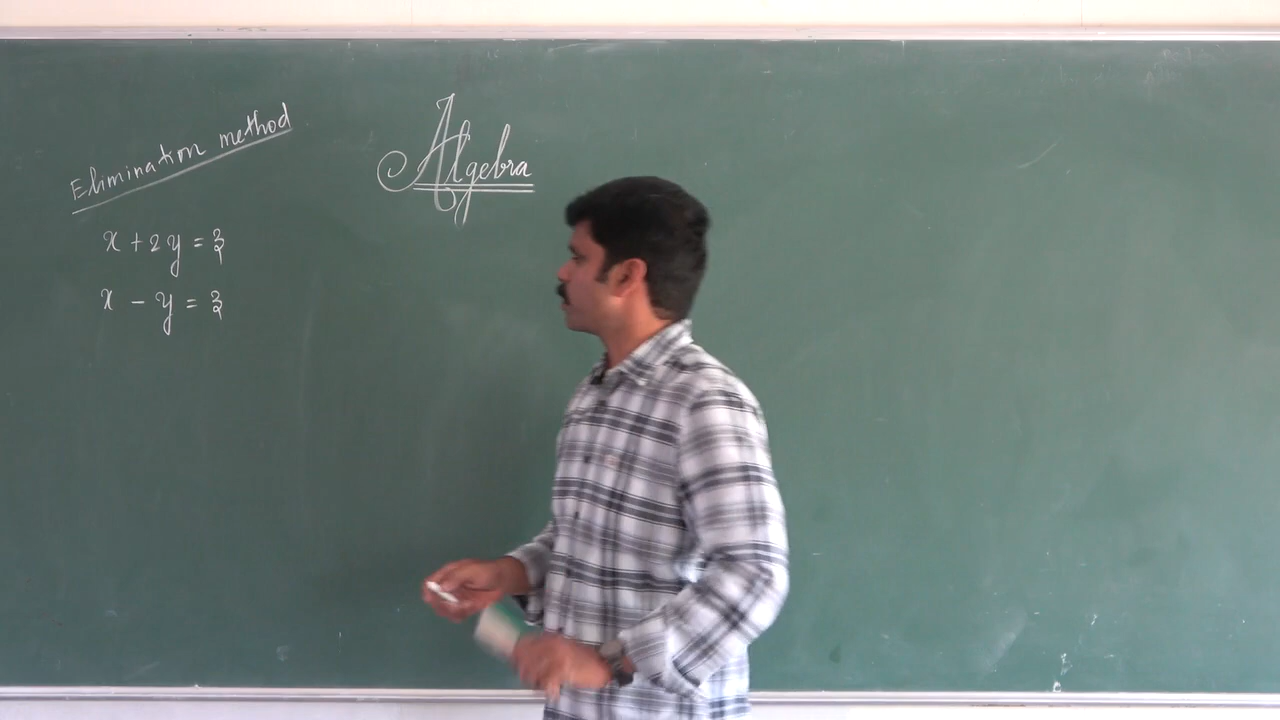 Elimination method
Algebra
x + 2y = 3
x - y = 3